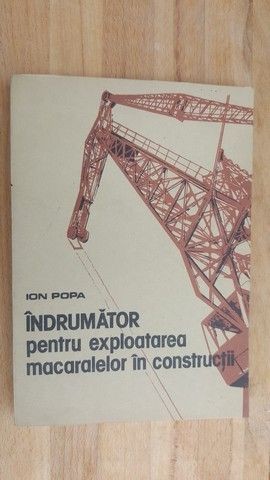 ION POPA
ÎNDRUMĂTOR
pentru exploatarea
macaralelor în construcții